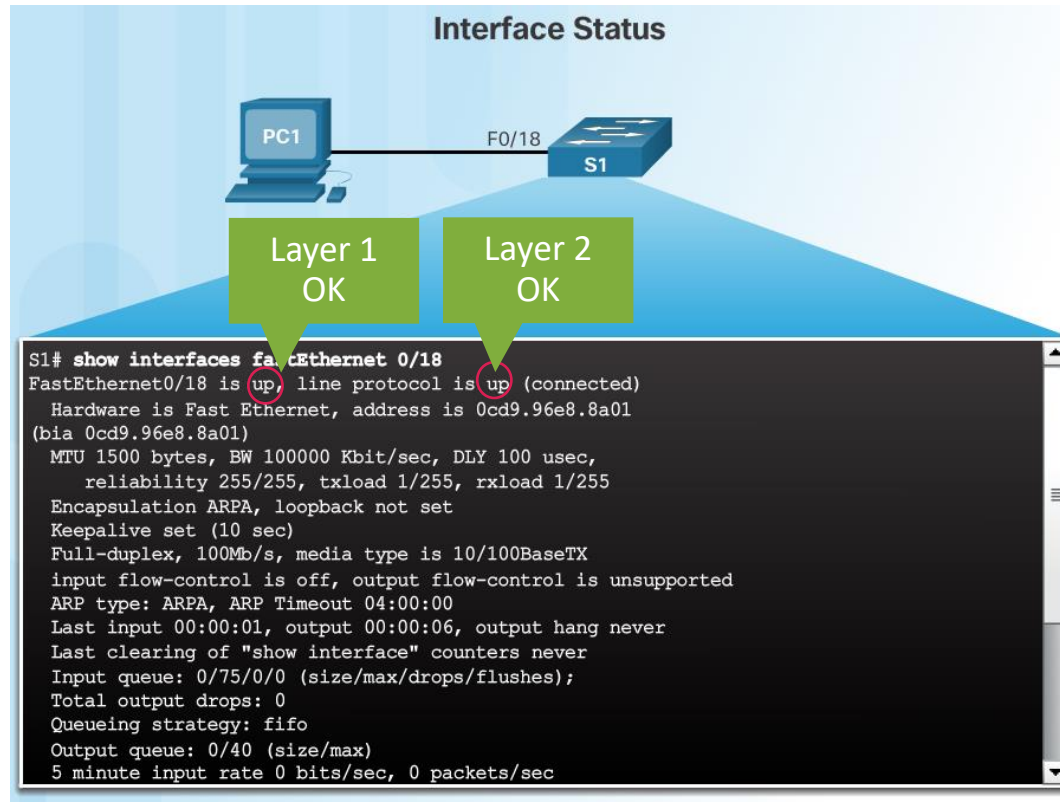 Interface Status
PC1
F0/18
S1
Layer 1
OK
Layer 2
OK
S1# show interfaces fastEthernet 0/18
FastEthernet0/18 is up, line protocol is up (connected)
Hardware is Fast Ethernet, address is 0cd9.96e8.8a01
(bia 0cd9.96e8.8a01)
MTU 1500 bytes, BW 100000 Kbit/sec, DLY 100 usec,
reliability 255/255, txload 1/255, rxload 1/255
Encapsulation ARPA, loopback not set
Keepalive set (10 sec)
Full-duplex, 100Mb/s, media type is 10/100BaseTX
input flow-control is off, output flow-control is unsupported
ARP type: ARPA, ARP Timeout 04:00:00
Last input 00:00:01, output 00:00:06, output hang never
Last clearing of "show interface" counters never
Input queue: 0/75/0/0 (size/max/drops/flushes);
Total output drops: 0
Queueing strategy: fifo
Output queue: 0/40 (size/max)
5 minute input rate 0 bits/sec, 0 packets/sec